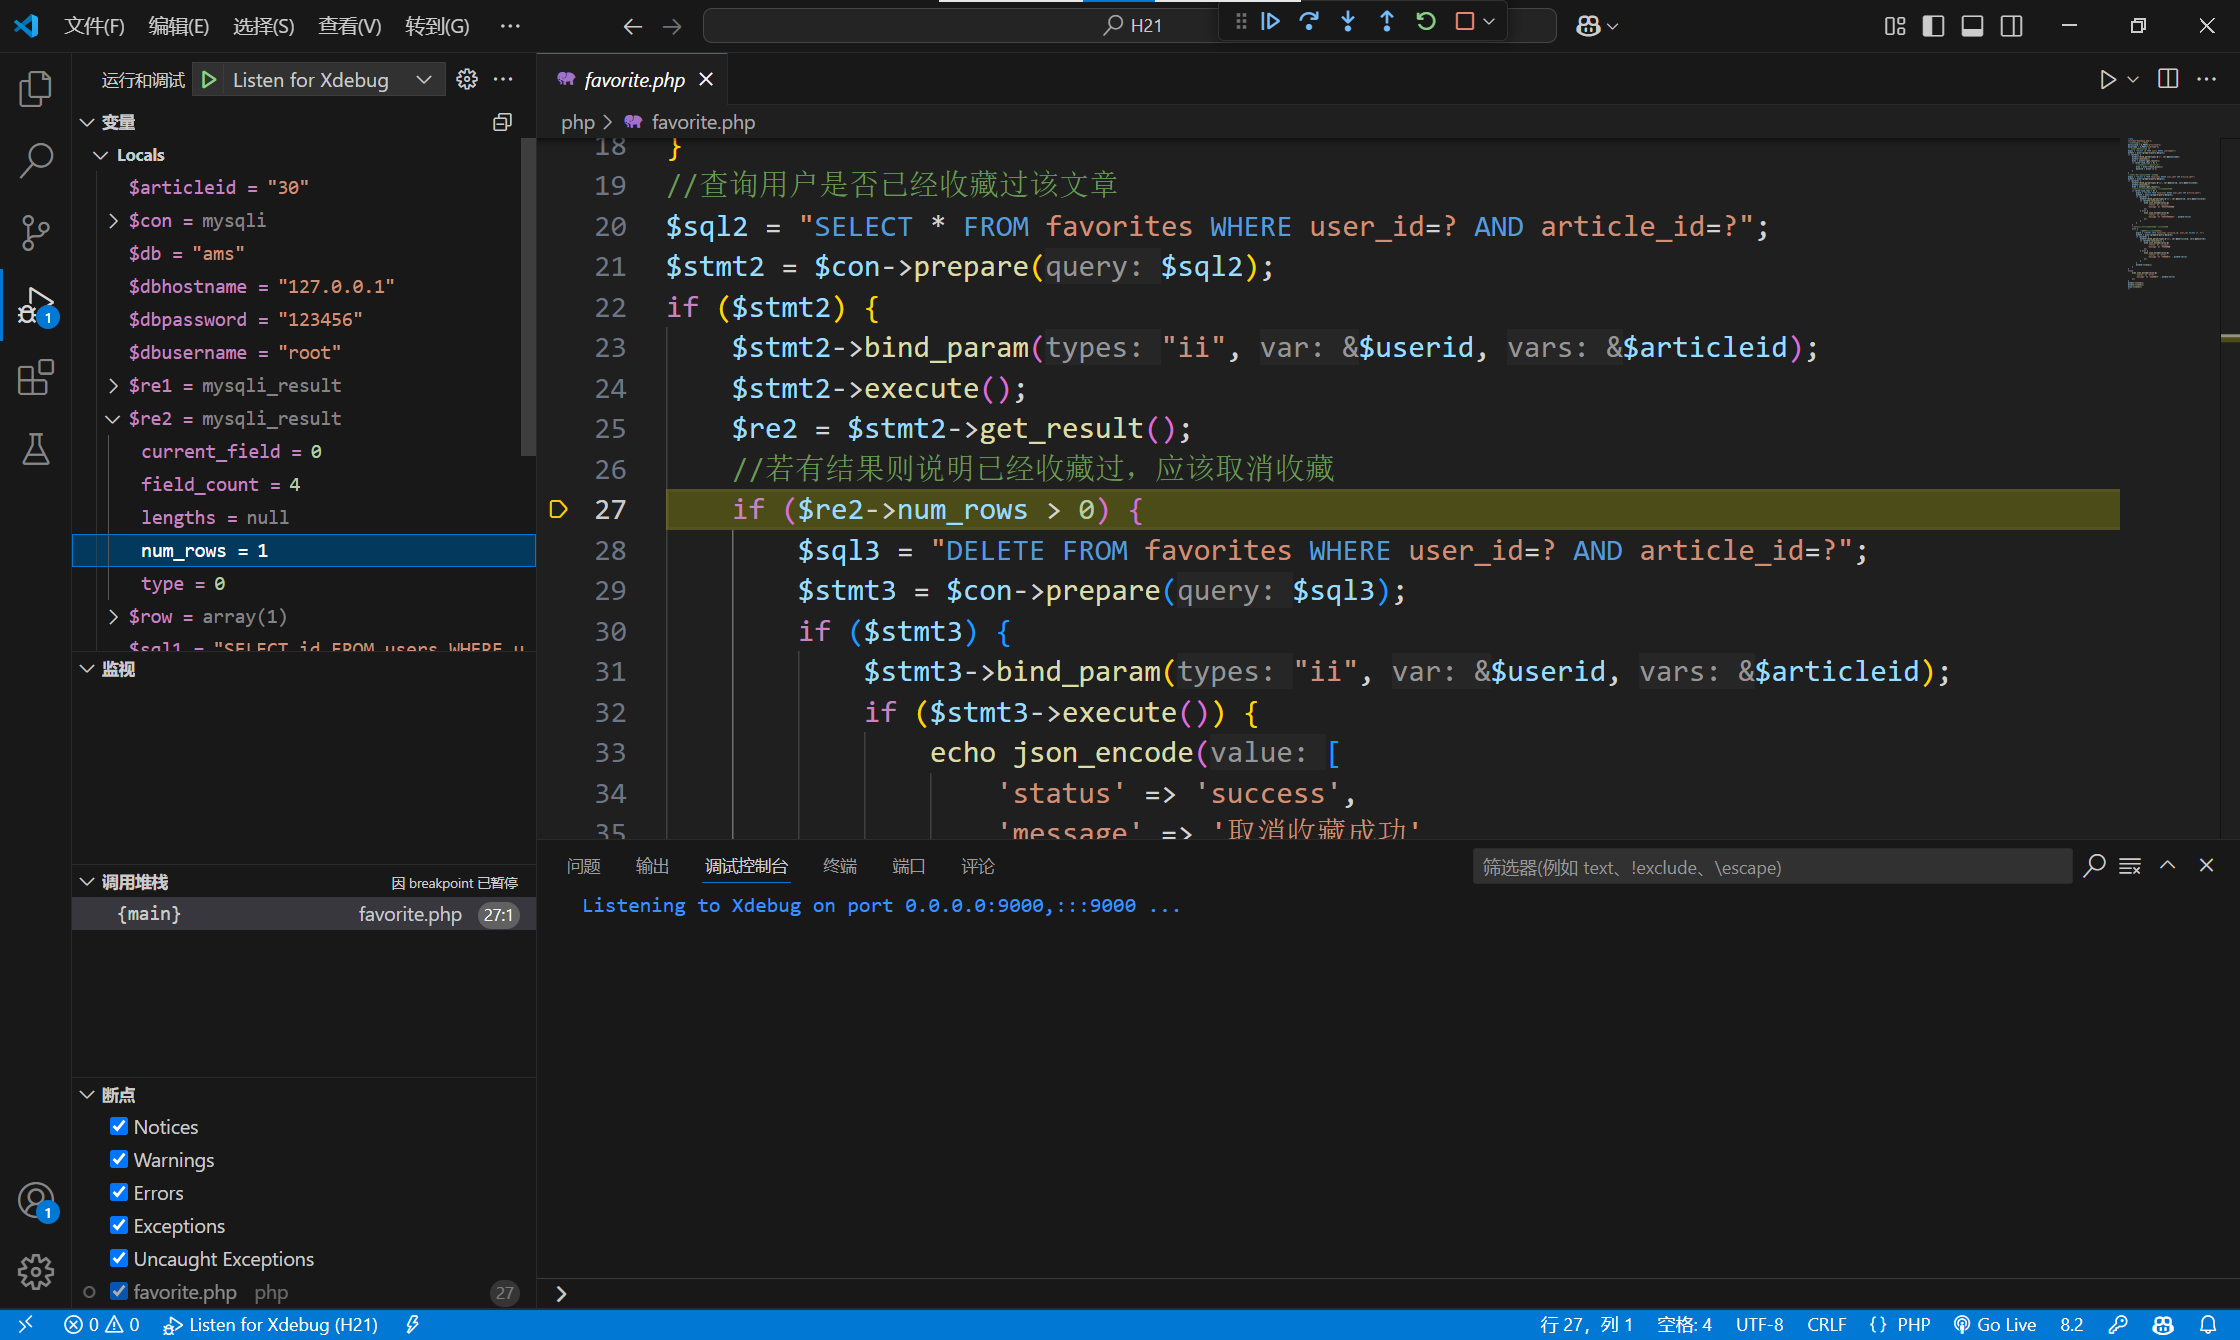 文件(F) 编辑(E) 选择(S) 查看(V) 转到(G) ··· H21
运行和调试 Listen for Xdebug ···
变量
Locals
$articleid = "30"
$con = mysqli
$db = "ams"
$dbhostname = "127.0.0.1"
$dbpassword = "123456"
$dbusername = "root"
$re1 = mysqli_result
$re2 = mysqli_result
current_field = 0
field_count = 4
lengths = null
num_rows = 1
type = 0
$row = array(1)
$sql1 = "SELECT id FROM users WHERE u
监视
调用堆栈 因 breakpoint 已暂停
{main} favorite.php 27:1
断点
Notices
Warnings
Errors
Exceptions
Uncaught Exceptions
favorite.php php 27
1
1
favorite.php
php > favorite.php
18 }
19 //查询用户是否已经收藏过该文章
20 $sql2 = "SELECT * FROM favorites WHERE user_id=? AND article_id=?";
21 $stmt2 = $con->prepare(query: $sql2);
22 if ($stmt2) {
23 $stmt2->bind_param(types: "ii", var: &$userid, vars: &$articleid);
24 $stmt2->execute();
25 $re2 = $stmt2->get_result();
26 //若有结果则说明已经收藏过，应该取消收藏
27 if ($re2->num_rows > 0) {
28 $sql3 = "DELETE FROM favorites WHERE user_id=? AND article_id=?";
29 $stmt3 = $con->prepare(query: $sql3);
30 if ($stmt3) {
31 $stmt3->bind_param(types: "ii", var: &$userid, vars: &$articleid);
32 if ($stmt3->execute()) {
33 echo json_encode(value: [
34 'status' => 'success',
35 'message' => '取消收藏成功'
问题 输出 调试控制台 终端 端口 评论 筛选器(例如 text、!exclude、\escape)
Listening to Xdebug on port 0.0.0.0:9000,:::9000 ...
0 0 Listen for Xdebug (H21) 行 27，列 1 空格: 4 UTF-8 CRLF {} PHP Go Live 8.2